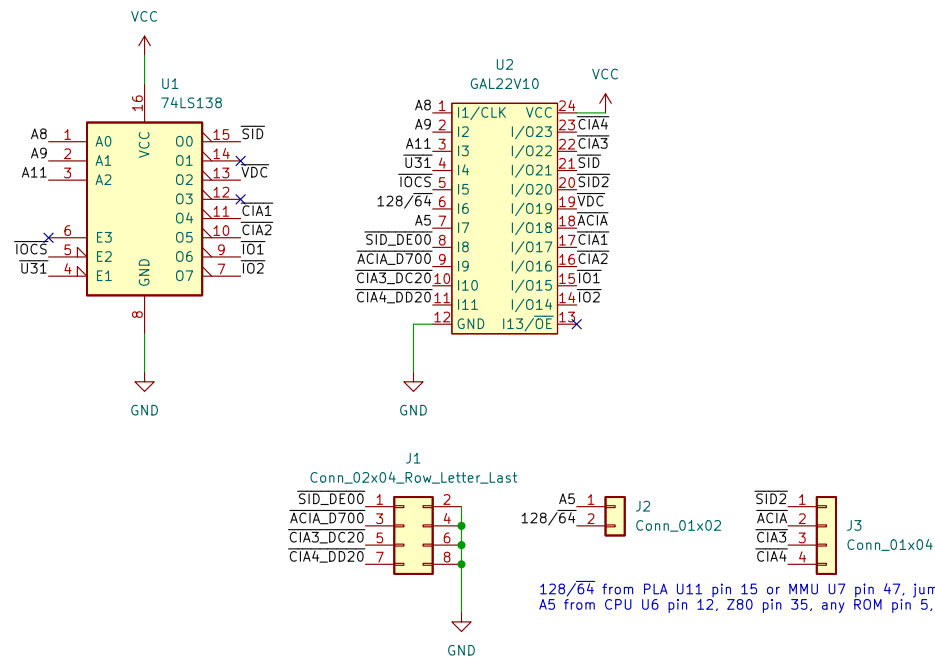 VCC
U1
74LS138
16
VCC
A8 1 A0
A9 2 A1
A11 3 A2
6 E3
IOCS 5 E2
U31 4 E1
O0 15 SID
O1 14
O2 13 VDC
O3 12
O4 11 CIA1
O5 10 CIA2
O6 9 IO1
O7 7 IO2
GND
8
GND
U2
GAL22V10
VCC
A8 1 I1/CLK
A9 2 I2
A11 3 I3
U31 4 I4
IOCS 5 I5
128/64 6 I6
A5 7 I7
SID_DE00 8 I8
ACIA_D700 9 I9
CIA3_DC20 10 I10
CIA4_DD20 11 I11
12 GND
VCC 24
I/O23 23 CIA4
I/O22 22 CIA3
I/O21 21 SID
I/O20 20 SID2
I/O19 19 VDC
I/O18 18 ACIA
I/O17 17 CIA1
I/O16 16 CIA2
I/O15 15 IO1
I/O14 14 IO2
I13/OE 13
GND
J1
Conn_02x04_Row_Letter_Last
SID_DE00 1 2
ACIA_D700 3 4
CIA3_DC20 5 6
CIA4_DD20 7 8
GND
A5 1
128/64 2
J2
Conn_01x02
SID2 1
ACIA 2
CIA3 3
CIA4 4
J3
Conn_01x04
128/64 from PLA U11 pin 15 or MMU U7 pin 47,
A5 from CPU U6 pin 12, Z80 pin 35, any ROM pin 5,